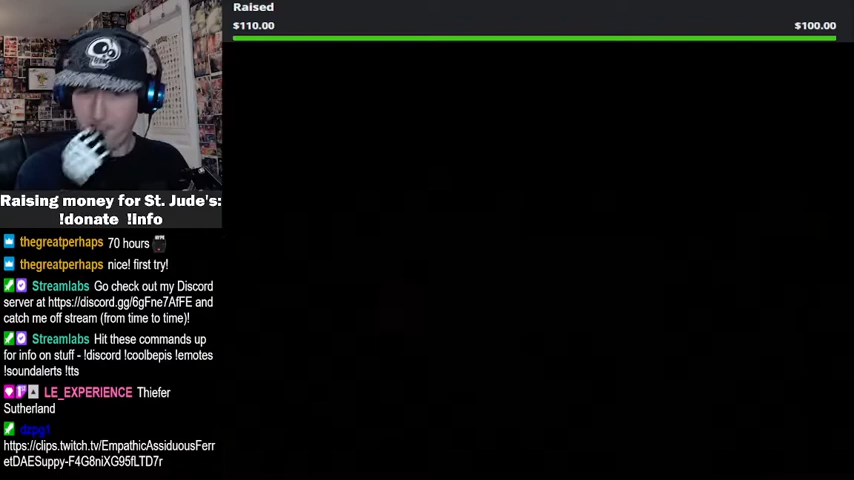 Raised
$110.00 $100.00
Raising money for St. Jude's:
!donate !Info
thegreatperhaps 70 hours
thegreatperhaps nice! first try!
Streamlabs Go check out my Discord
server at https://discord.gg/6gFne7AfFE and
catch me off stream (from time to time)!
Streamlabs Hit these commands up
for info on stuff - !discord !coolbepis !emotes
!soundalerts !tts
LE_EXPERIENCE Thiefer
Sutherland
dzpg1
https://clips.twitch.tv/EmpathicAssiduousFerr
etDAESuppy-F4G8niXG95fLTD7r